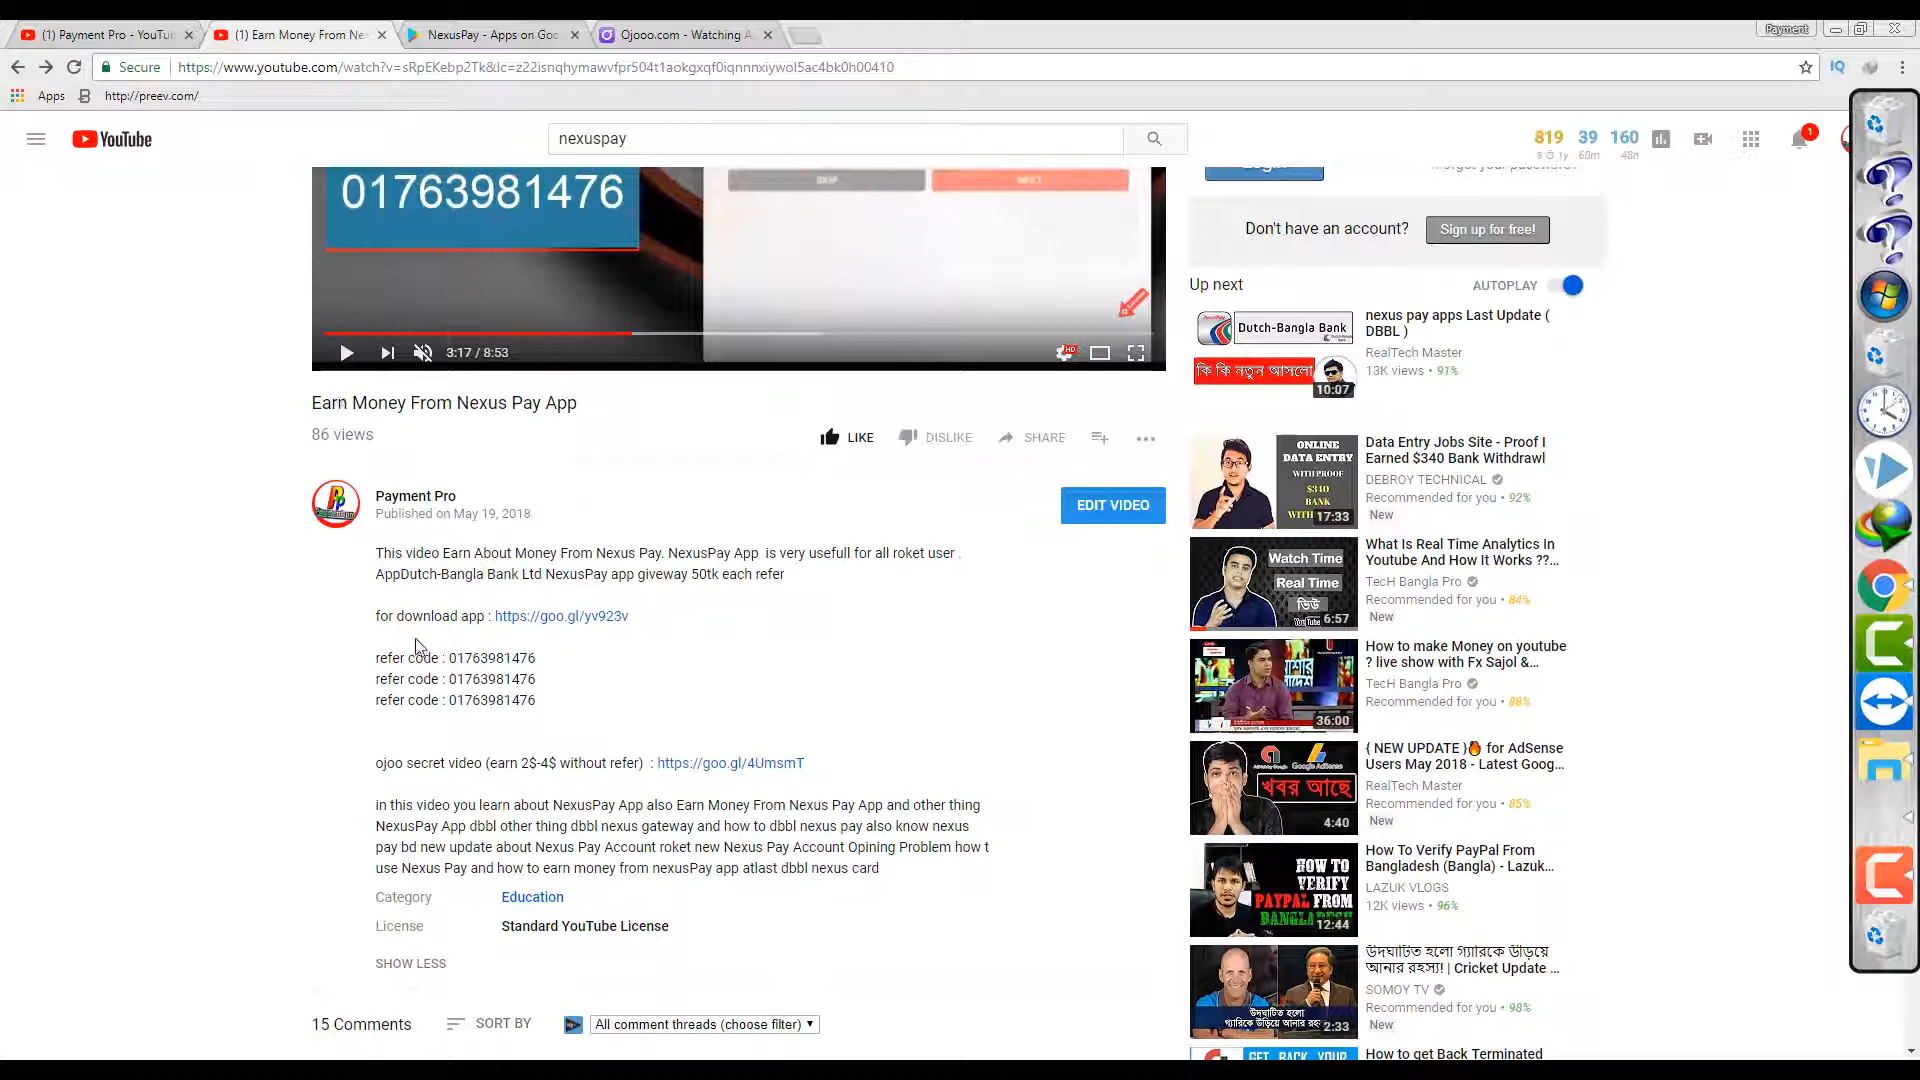 (1) Payment Pro - YouTu
(1) Earn Money From Ne
NexusPay - Apps on Goo
Ojooo.com - Watching A
Payment
Secure
https://www.youtube.com/watch?v=sRpEKebp2Tk&lc=z22isnqhymawvfpr504t1aokgxqf0iqnnnxiywol5ac4bk0h00410
IQ
Apps
http://preev.com/
YouTube
nexuspay
819 39 160
1y 60m 48h
1
01763981476
SKIP
NEXT
3:17 / 8:53
HD
Don't have an account?
Sign up for free!
Up next
AUTOPLAY
Earn Money From Nexus Pay App
86 views
LIKE
DISLIKE
SHARE
Payment Pro
Published on May 19, 2018
EDIT VIDEO
This video Earn About Money From Nexus Pay. NexusPay App is very usefull for all roket user .
AppDutch-Bangla Bank Ltd NexusPay app giveway 50tk each refer
for download app : https://goo.gl/yv923v
refer code : 01763981476
refer code : 01763981476
refer code : 01763981476
ojoo secret video (earn 2$-4$ without refer) : https://goo.gl/4UmsmT
in this video you learn about NexusPay App also Earn Money From Nexus Pay App and other thing
NexusPay App dbbl other thing dbbl nexus gateway and how to dbbl nexus pay also know nexus
pay bd new update about Nexus Pay Account roket new Nexus Pay Account Opining Problem how t
use Nexus Pay and how to earn money from nexusPay app atlast dbbl nexus card
Category
Education
License
Standard YouTube License
SHOW LESS
15 Comments
SORT BY
All comment threads (choose filter)
Dutch-Bangla Bank
কি কি নতুন আসলো
10:07
nexus pay apps Last Update (
DBBL )
RealTech Master
13K views • 91%
ONLINE
DATA ENTRY
WITH PROOF
$340
BANK
17:33
Data Entry Jobs Site - Proof I
Earned $340 Bank Withdrawl
DEBROY TECHNICAL
Recommended for you • 92%
New
Watch Time
Real Time
ভিউ
YouTube
6:57
What Is Real Time Analytics In
Youtube And How It Works ??...
TecH Bangla Pro
Recommended for you • 84%
New
36:00
How to make Money on youtube
? live show with Fx Sajol &...
TecH Bangla Pro
Recommended for you • 88%
Google AdSense
খবর আছে
4:40
{ NEW UPDATE }🔥 for AdSense
Users May 2018 - Latest Goog...
RealTech Master
Recommended for you • 85%
New
HOW TO
VERIFY
PAYPAL FROM
BANGLADESH
12:44
How To Verify PayPal From
Bangladesh (Bangla) - Lazuk...
LAZUK VLOGS
12K views • 96%
উদঘাটিত হলো
2:33
উদঘাটিত হলো গ্যারিকে উড়িয়ে
আনার রহস্য! | Cricket Update ...
SOMOY TV
Recommended for you • 98%
New
GET BACK YOUR
How to get Back Terminated